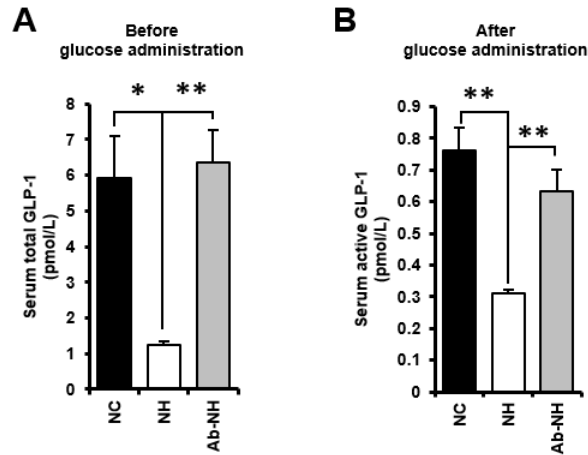 A
Before
glucose administration
* **
Serum total GLP-1
(pmol/L)
8
7
6
5
4
3
2
1
0
NC
NH
Ab-NH
B
After
glucose administration
**
**
Serum active GLP-1
(pmol/L)
0.9
0.8
0.7
0.6
0.5
0.4
0.3
0.2
0.1
0
NC
NH
Ab-NH